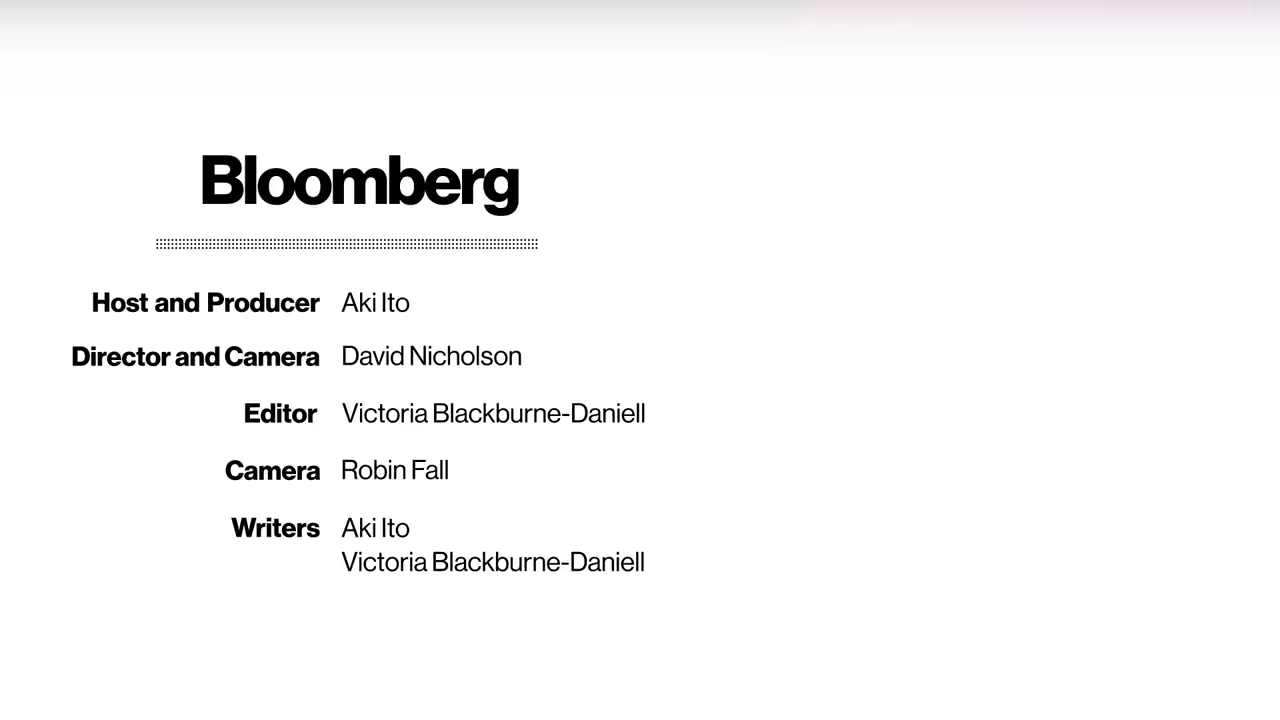 Bloomberg
Host and Producer Aki Ito
Director and Camera David Nicholson
Editor Victoria Blackburne-Daniell
Camera Robin Fall
Writers Aki Ito
Victoria Blackburne-Daniell